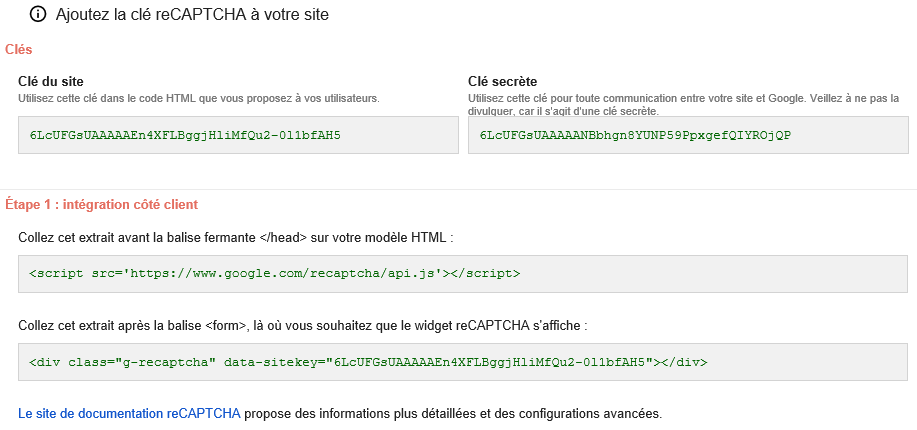 Ajoutez la clé reCAPTCHA à votre site
Clés
Clé du site
Utilisez cette clé dans le code HTML que vous proposez à vos utilisateurs.
6LcUFGsUAAAAAEn4XFLBggjHliMfQu2-0l1bfAH5
Clé secrète
Utilisez cette clé pour toute communication entre votre site et Google. Veillez à ne pas la
divulguer, car il s'agit d'une clé secrète.
6LcUFGsUAAAAANBbhgn8YUNP59PpxgefQIYROjQP
Étape 1 : intégration côté client
Collez cet extrait avant la balise fermante </head> sur votre modèle HTML :
<script src='https://www.google.com/recaptcha/api.js'></script>
Collez cet extrait après la balise <form>, là où vous souhaitez que le widget reCAPTCHA s'affiche :
<div class="g-recaptcha" data-sitekey="6LcUFGsUAAAAAEn4XFLBggjHliMfQu2-0l1bfAH5"></div>
Le site de documentation reCAPTCHA propose des informations plus détaillées et des configurations avancées.